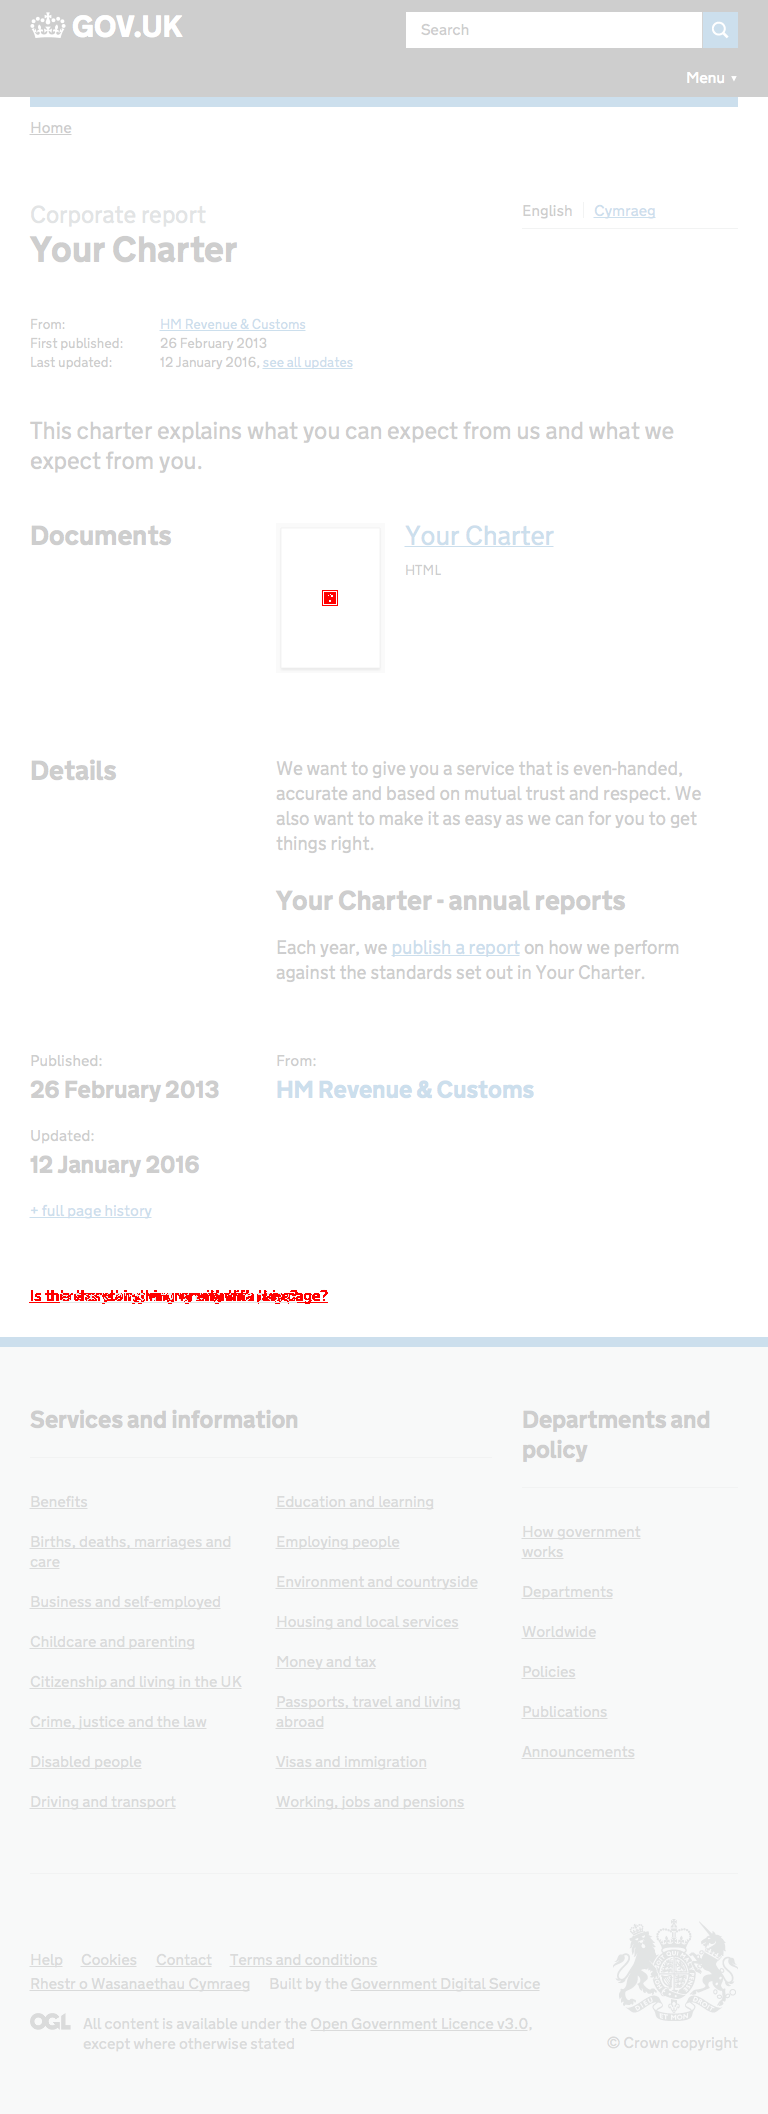 GOV.UK
Search
Menu ▼
Home
Corporate report
English
Cymraeg
Your Charter
From: HM Revenue & Customs
First published: 26 February 2013
Last updated: 12 January 2016, see all updates
This charter explains what you can expect from us and what we
expect from you.
Documents
Your Charter
HTML
Details
We want to give you a service that is even-handed,
accurate and based on mutual trust and respect. We
also want to make it as easy as we can for you to get
things right.
Your Charter - annual reports
Each year, we publish a report on how we perform
against the standards set out in Your Charter.
Published:
26 February 2013
From:
HM Revenue & Customs
Updated:
12 January 2016
+ full page history
Is there anything wrong with this page?
Services and information
Benefits
Births, deaths, marriages and
care
Business and self-employed
Childcare and parenting
Citizenship and living in the UK
Crime, justice and the law
Disabled people
Driving and transport
Education and learning
Employing people
Environment and countryside
Housing and local services
Money and tax
Passports, travel and living
abroad
Visas and immigration
Working, jobs and pensions
Departments and
policy
How government
works
Departments
Worldwide
Policies
Publications
Announcements
Help Cookies Contact Terms and conditions
Rhestr o Wasanaethau Cymraeg Built by the Government Digital Service
OGL
All content is available under the Open Government Licence v3.0,
except where otherwise stated
© Crown copyright